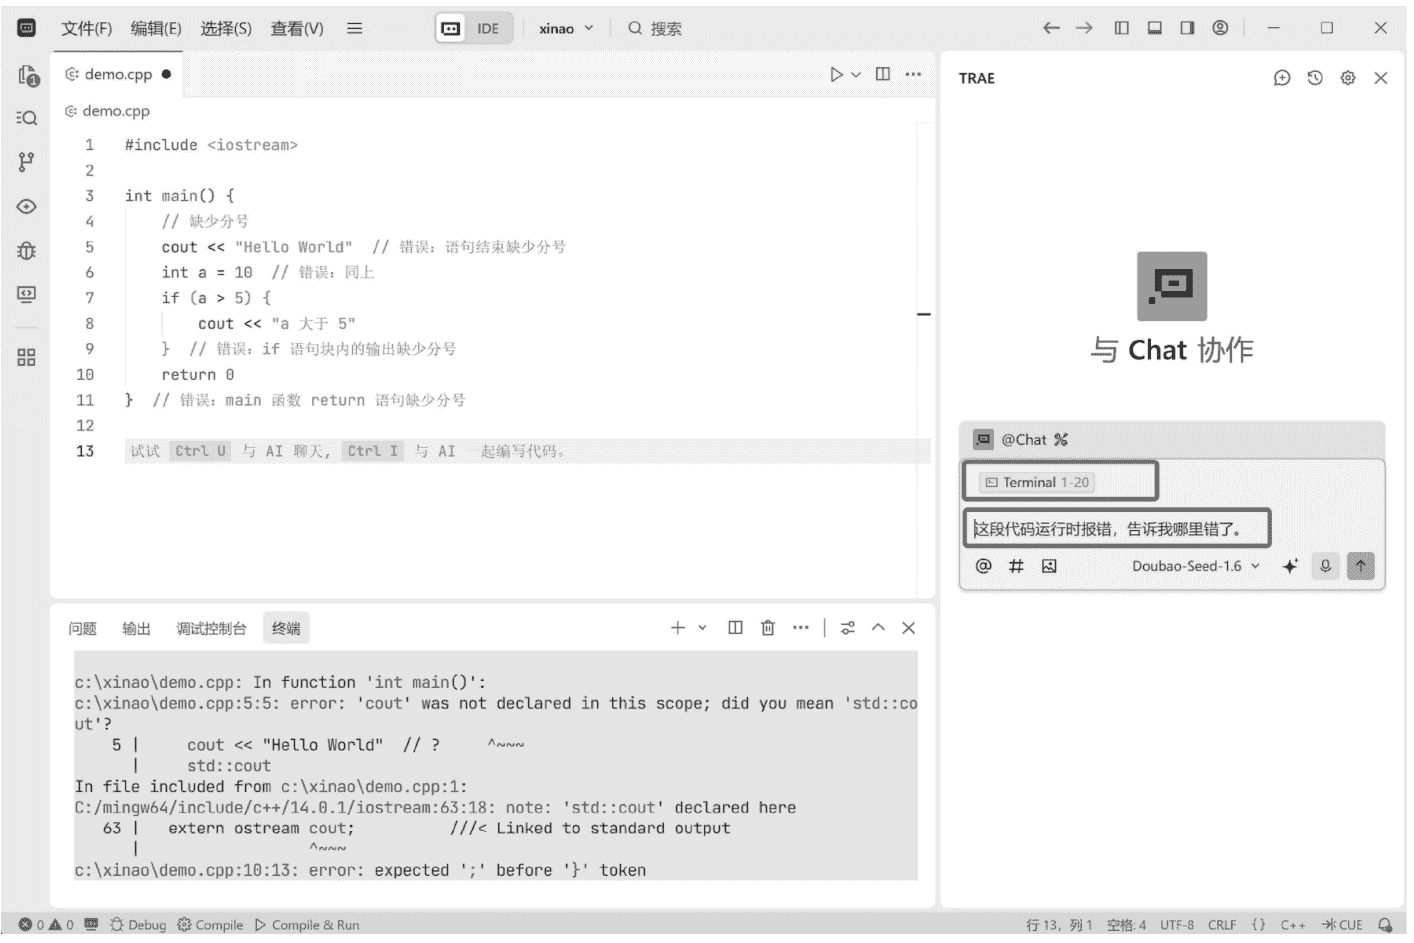 文件(F) 编辑(E) 选择(S) 查看(V) IDE xinao 搜索
demo.cpp
demo.cpp
1 #include <iostream>
2
3 int main() {
4 // 缺少分号
5 cout << "Hello World" // 错误：语句结束缺少分号
6 int a = 10 // 错误：同上
7 if (a > 5) {
8 cout << "a 大于 5"
9 } // 错误：if 语句块内的输出缺少分号
10 return 0
11 } // 错误：main 函数 return 语句缺少分号
12
13 试试 Ctrl U 与 AI 聊天, Ctrl I 与 AI 一起编写代码。
问题 输出 调试控制台 终端
c:\xinao\demo.cpp: In function 'int main()':
c:\xinao\demo.cpp:5:5: error: 'cout' was not declared in this scope; did you mean 'std::co
ut'?
5 | cout << "Hello World" // ? ^~~~
| std::cout
In file included from c:\xinao\demo.cpp:1:
C:/mingw64/include/c++/14.0.1/iostream:63:18: note: 'std::cout' declared here
63 | extern ostream cout; ///< Linked to standard output
| ^~~~
c:\xinao\demo.cpp:10:13: error: expected ';' before '}' token
TRAE
与 Chat 协作
@Chat
Terminal 1-20
这段代码运行时报错，告诉我哪里错了。
@ # Doubao-Seed-1.6
0 0 Debug Compile Compile & Run 行 13，列 1 空格: 4 UTF-8 CRLF {} C++ CUE